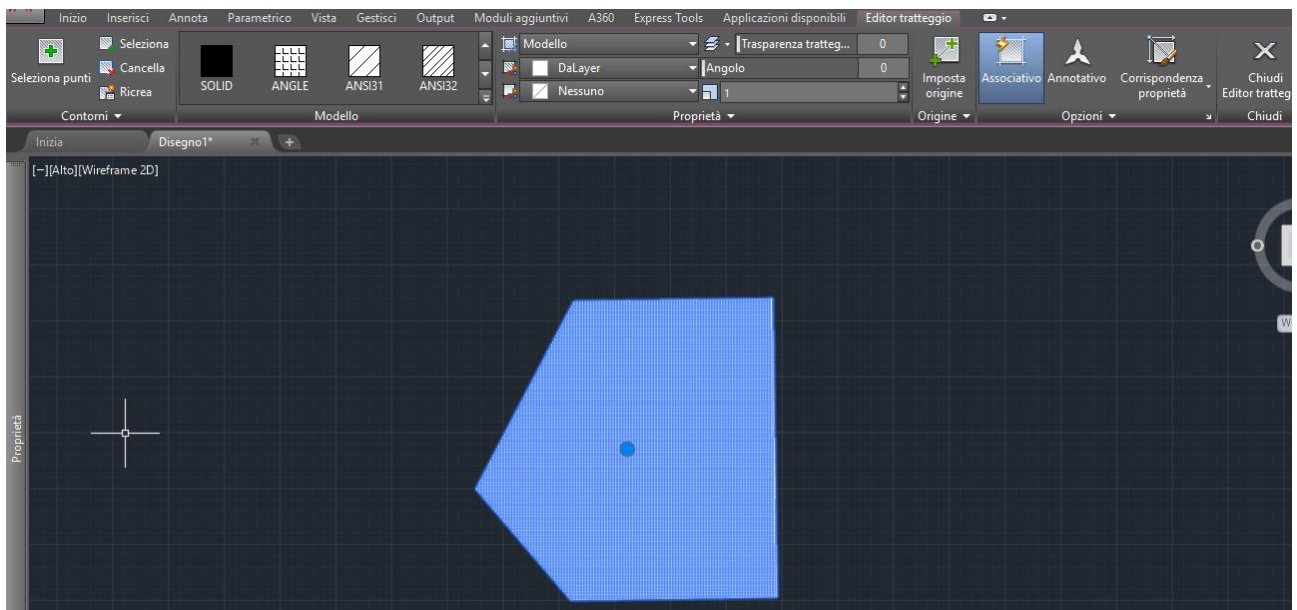 Inizio Inserisci Annota Parametrico Vista Gestisci Output Moduli aggiuntivi A360 Express Tools Applicazioni disponibili Editor tratteggio
Seleziona punti
Seleziona
Cancella
Ricrea
Contorni
SOLID ANGLE ANSI31 ANSI32
Modello
Modello
DaLayer
Nessuno
Trasparenza tratteg... 0
Angolo 0
1
Proprietà
Imposta
origine
Origine
Associativo Annotativo Corrispondenza
proprietà
Opzioni
Chiudi
Editor tratteg
Chiudi
Inizia Disegno1* +
[−][Alto][Wireframe 2D]
Proprietà
W